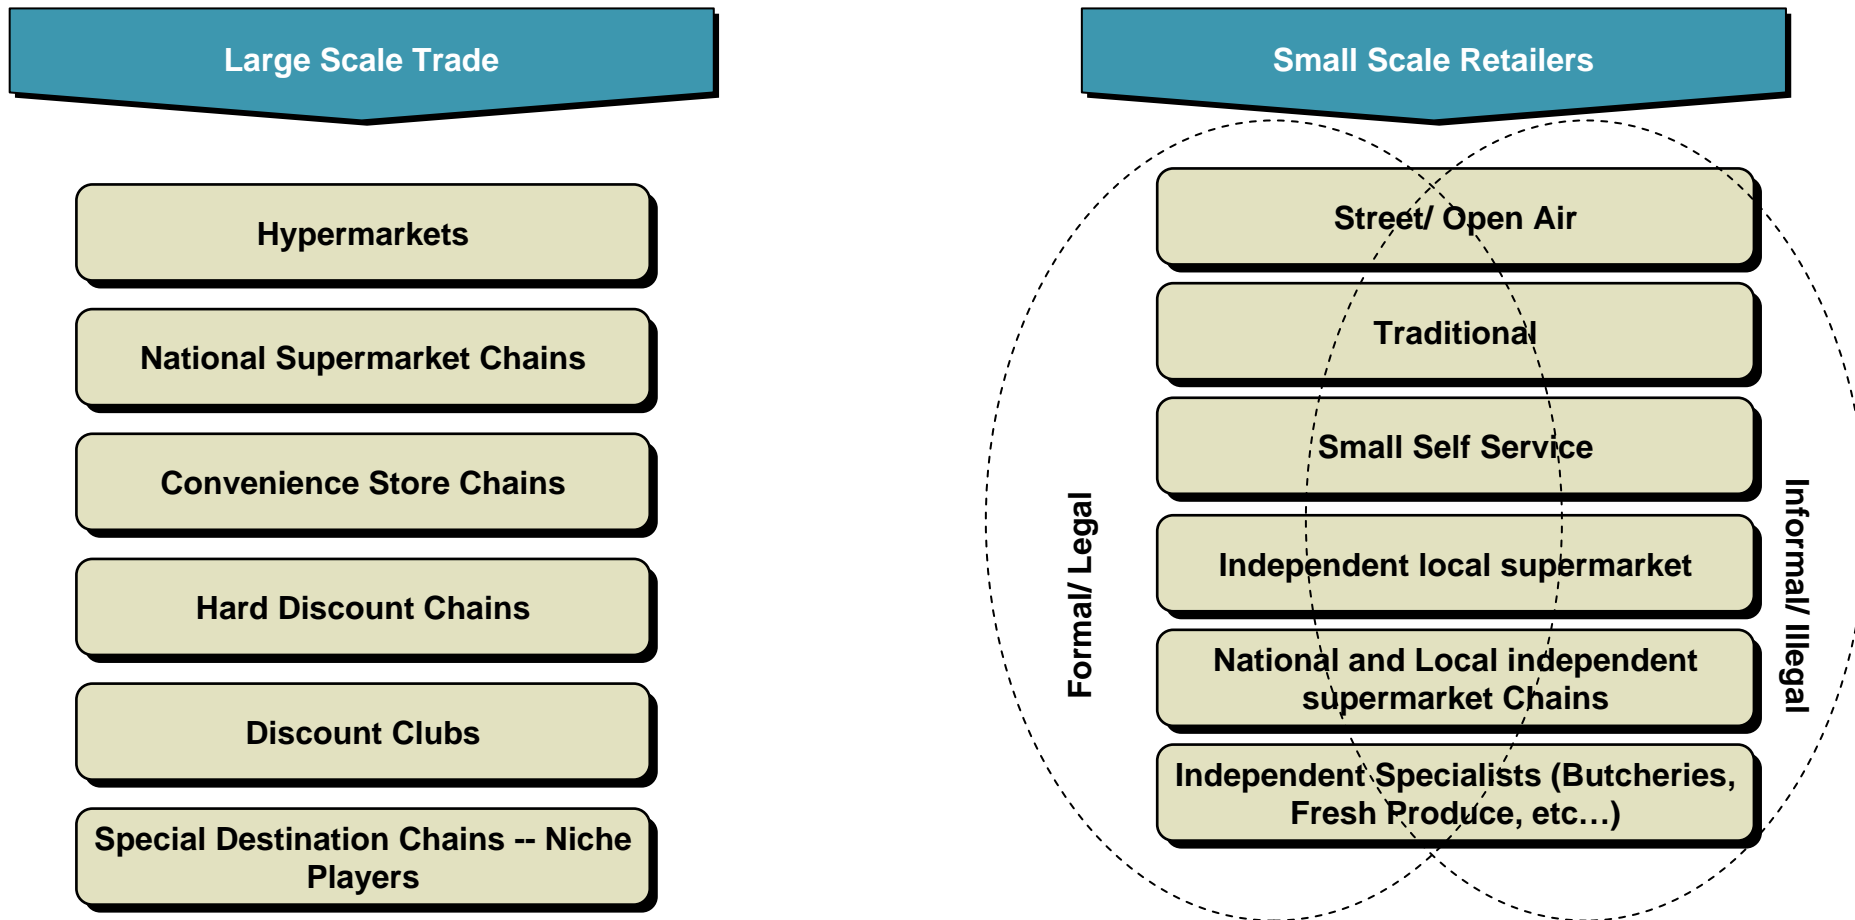 Large Scale Trade
Hypermarkets
National Supermarket Chains
Convenience Store Chains
Hard Discount Chains
Discount Clubs
Special Destination Chains -- Niche
Players
Small Scale Retailers
Street/ Open Air
Traditional
Small Self Service
Independent local supermarket
National and Local independent
supermarket Chains
Independent Specialists (Butcheries,
Fresh Produce, etc…)
Formal/ Legal
Informal/ Illegal